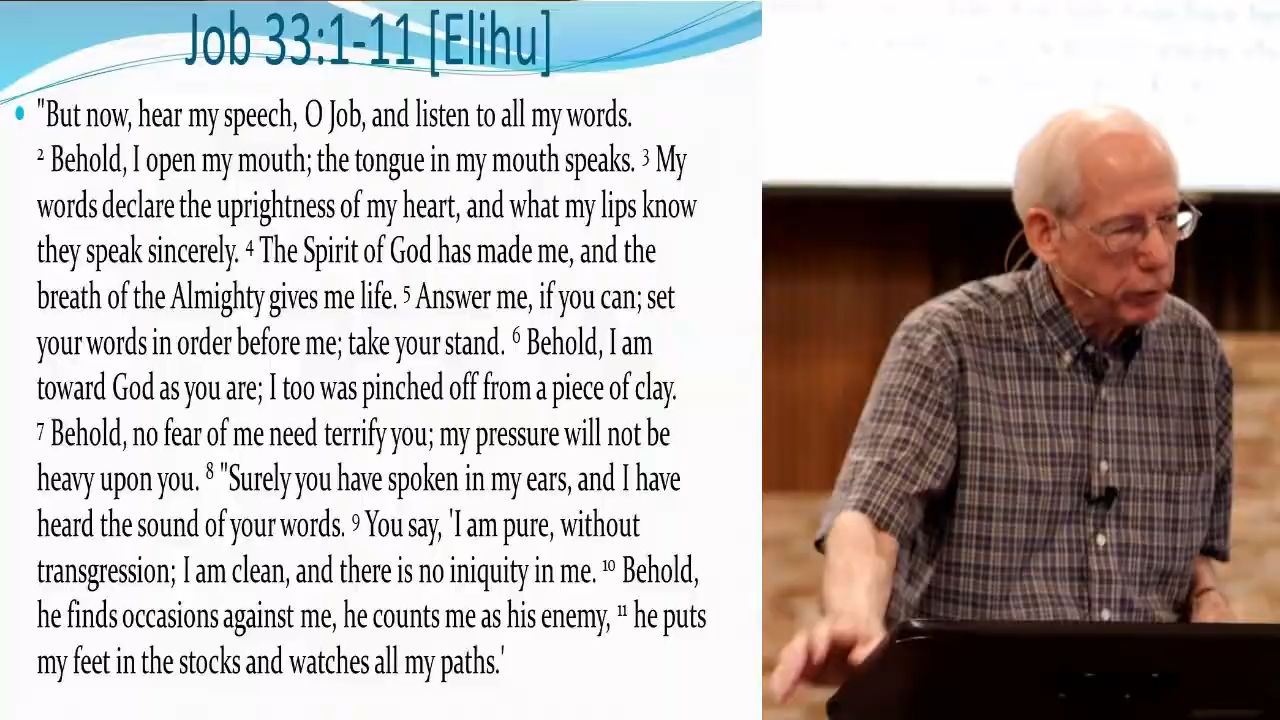 Job 33:1-11 [Elihu]
• "But now, hear my speech, O Job, and listen to all my words.
² Behold, I open my mouth; the tongue in my mouth speaks. ³ My
words declare the uprightness of my heart, and what my lips know
they speak sincerely. ⁴ The Spirit of God has made me, and the
breath of the Almighty gives me life. ⁵ Answer me, if you can; set
your words in order before me; take your stand. ⁶ Behold, I am
toward God as you are; I too was pinched off from a piece of clay.
⁷ Behold, no fear of me need terrify you; my pressure will not be
heavy upon you. ⁸ "Surely you have spoken in my ears, and I have
heard the sound of your words. ⁹ You say, 'I am pure, without
transgression; I am clean, and there is no iniquity in me. ¹⁰ Behold,
he finds occasions against me, he counts me as his enemy, ¹¹ he puts
my feet in the stocks and watches all my paths.'